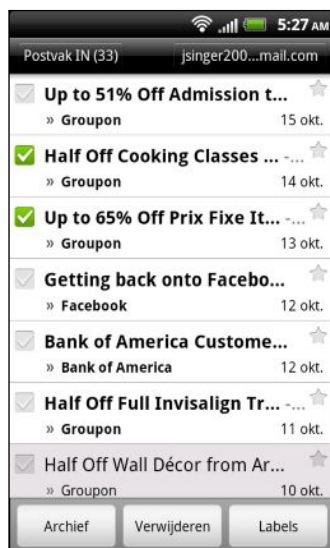 5:27 AM
Postvak IN (33) jsinger200...mail.com
Up to 51% Off Admission t...
» Groupon 15 okt.
Half Off Cooking Classes ... -...
» Groupon 14 okt.
Up to 65% Off Prix Fixe It... -...
» Groupon 13 okt.
Getting back onto Facebo...
» Facebook 12 okt.
Bank of America Custome...
» Bank of America 12 okt.
Half Off Full Invisalign Tr... -...
» Groupon 11 okt.
Half Off Wall Décor from Ar...
» Groupon 10 okt.
Archief Verwijderen Labels